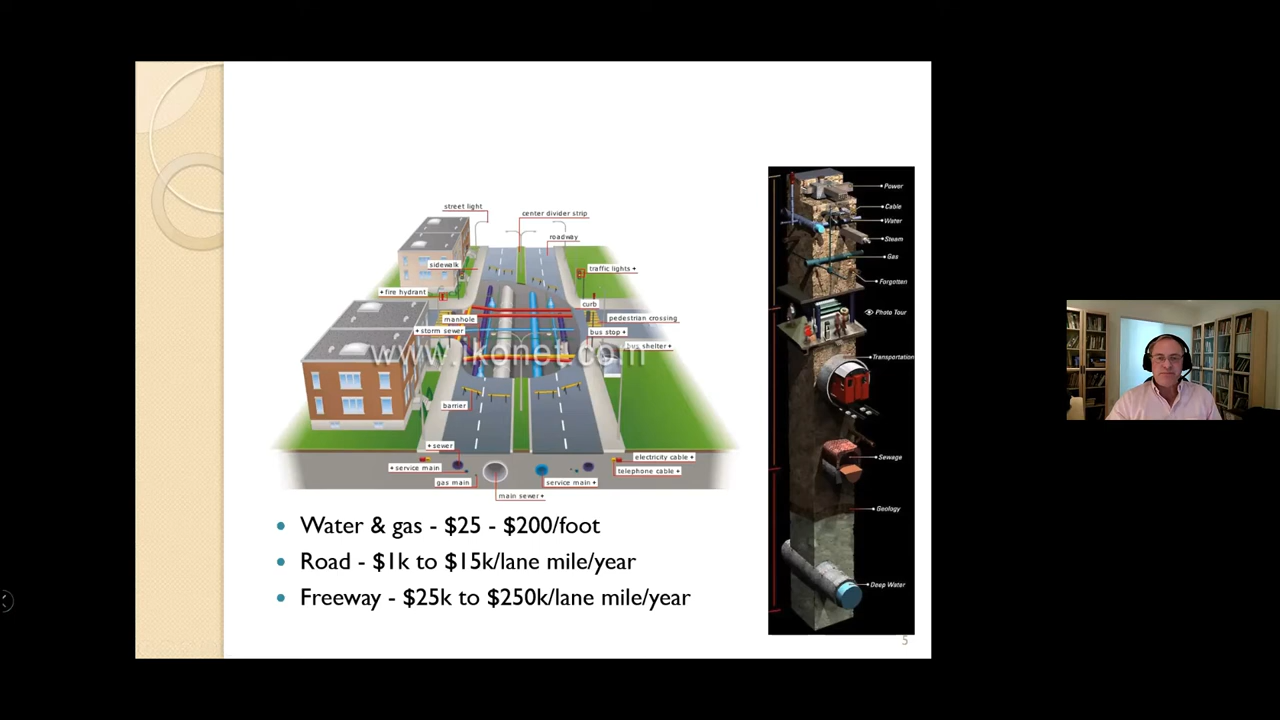 street light
center divider strip
roadway
sidewalk
traffic lights +
+ fire hydrant
curb
manhole
pedestrian crossing
+ storm sewer
bus stop +
bus shelter +
www.ikonet.com
barrier
+ sewer
electricity cable +
+ service main
telephone cable +
gas main
service main +
main sewer +
Power
Cable
Water
Steam
Gas
Forgotten
Photo Tour
Transportation
Sewage
Geology
Deep Water
• Water & gas - $25 - $200/foot
• Road - $1k to $15k/lane mile/year
• Freeway - $25k to $250k/lane mile/year
5